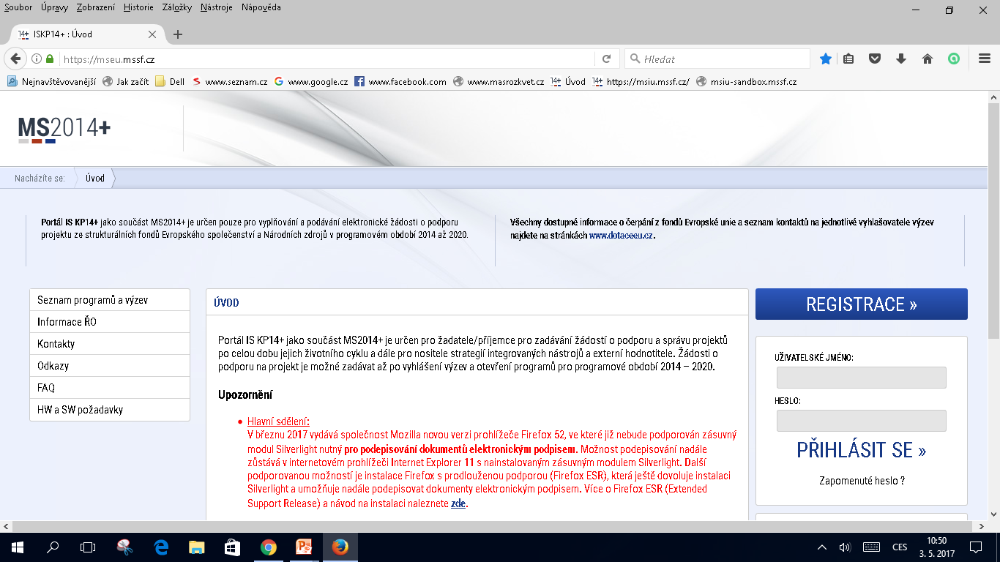 Soubor Úpravy Zobrazení Historie Záložky Nástroje Nápověda
14+ ISKP14+ : Úvod
https://mseu.mssf.cz
Hledat
Nejnavštěvovanější Jak začít Dell www.seznam.cz www.google.cz www.facebook.com www.masrozkvet.cz 14+ Úvod 14+ https://msiu.mssf.cz/ msiu-sandbox.mssf.cz
MS2014+
Nacházíte se: Úvod
Portál IS KP14+ jako součást MS2014+ je určen pouze pro vyplňování a podávání elektronické žádosti o podporu
projektu ze strukturálních fondů Evropského společenství a Národních zdrojů v programovém období 2014 až 2020.
Všechny dostupné informace o čerpání z fondů Evropské unie a seznam kontaktů na jednotlivé vyhlašovatele výzev
najdete na stránkách www.dotaceeu.cz.
Seznam programů a výzev
Informace ŘO
Kontakty
Odkazy
FAQ
HW a SW požadavky
ÚVOD
Portál IS KP14+ jako součást MS2014+ je určen pro žadatele/příjemce pro zadávání žádostí o podporu a správu projektů
po celou dobu jejich životního cyklu a dále pro nositele strategií integrovaných nástrojů a externí hodnotitele. Žádosti o
podporu na projekt je možné zadávat až po vyhlášení výzev a otevření programů pro programové období 2014 – 2020.
Upozornění
• Hlavní sdělení:
V březnu 2017 vydává společnost Mozilla novou verzi prohlížeče Firefox 52, ve které již nebude podporován zásuvný
modul Silverlight nutný pro podepisování dokumentů elektronickým podpisem. Možnost podepisování nadále
zůstává v internetovém prohlížeči Internet Explorer 11 s nainstalovaným zásuvným modulem Silverlight. Další
podporovanou možností je instalace Firefox s prodlouženou podporou (Firefox ESR), která ještě dovoluje instalaci
Silverlight a umožňuje nadále podepisovat dokumenty elektronickým podpisem. Více o Firefox ESR (Extended
Support Release) a návod na instalaci naleznete zde.
REGISTRACE »
UŽIVATELSKÉ JMÉNO:
HESLO:
PŘIHLÁSIT SE »
Zapomenuté heslo ?
CES
10:50
3. 5. 2017